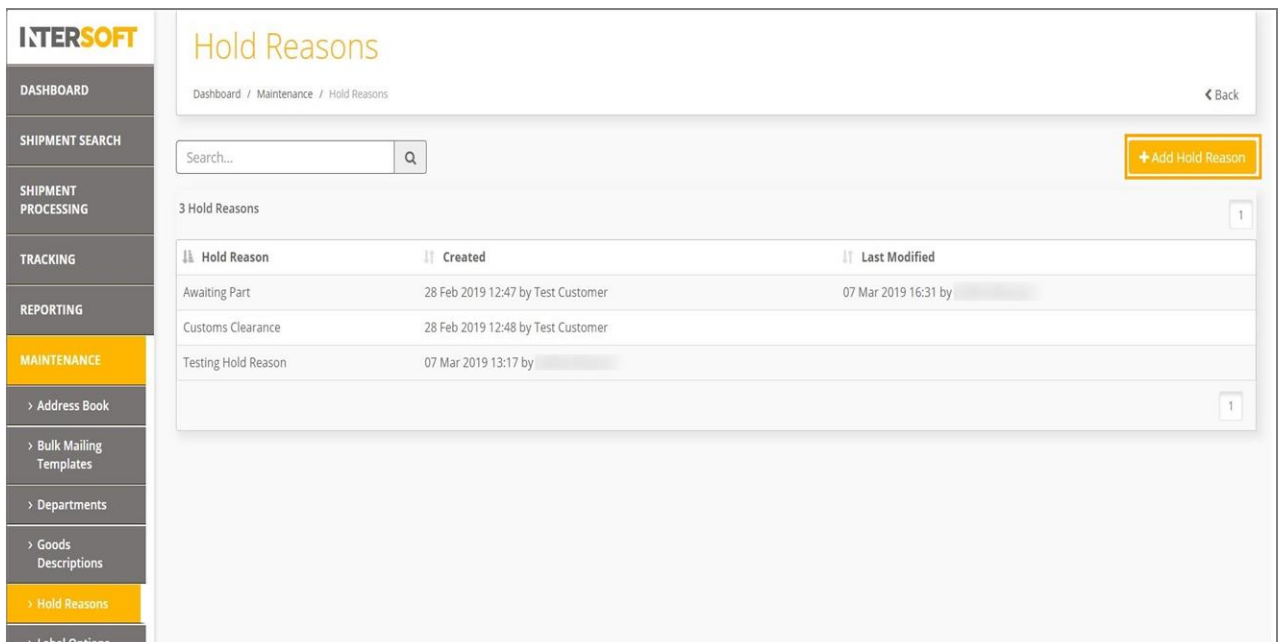 INTERSOFT
Hold Reasons
Dashboard / Maintenance / Hold Reasons
Back
DASHBOARD
SHIPMENT SEARCH
SHIPMENT
PROCESSING
TRACKING
REPORTING
MAINTENANCE
> Address Book
> Bulk Mailing
Templates
> Departments
> Goods
Descriptions
> Hold Reasons
> Label Options
Search...
+ Add Hold Reason
3 Hold Reasons
1
Hold Reason Created Last Modified
Awaiting Part 28 Feb 2019 12:47 by Test Customer 07 Mar 2019 16:31 by
Customs Clearance 28 Feb 2019 12:48 by Test Customer
Testing Hold Reason 07 Mar 2019 13:17 by
1